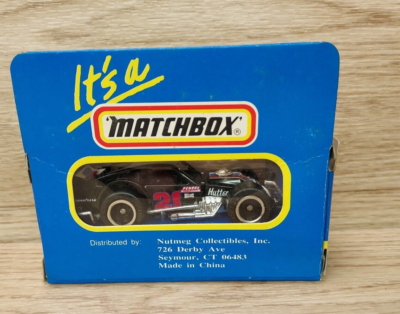 It's a
MATCHBOX®
21
Hutter
Distributed by: Nutmeg Collectibles, Inc.
726 Derby Ave
Seymour, CT 06483
Made in China